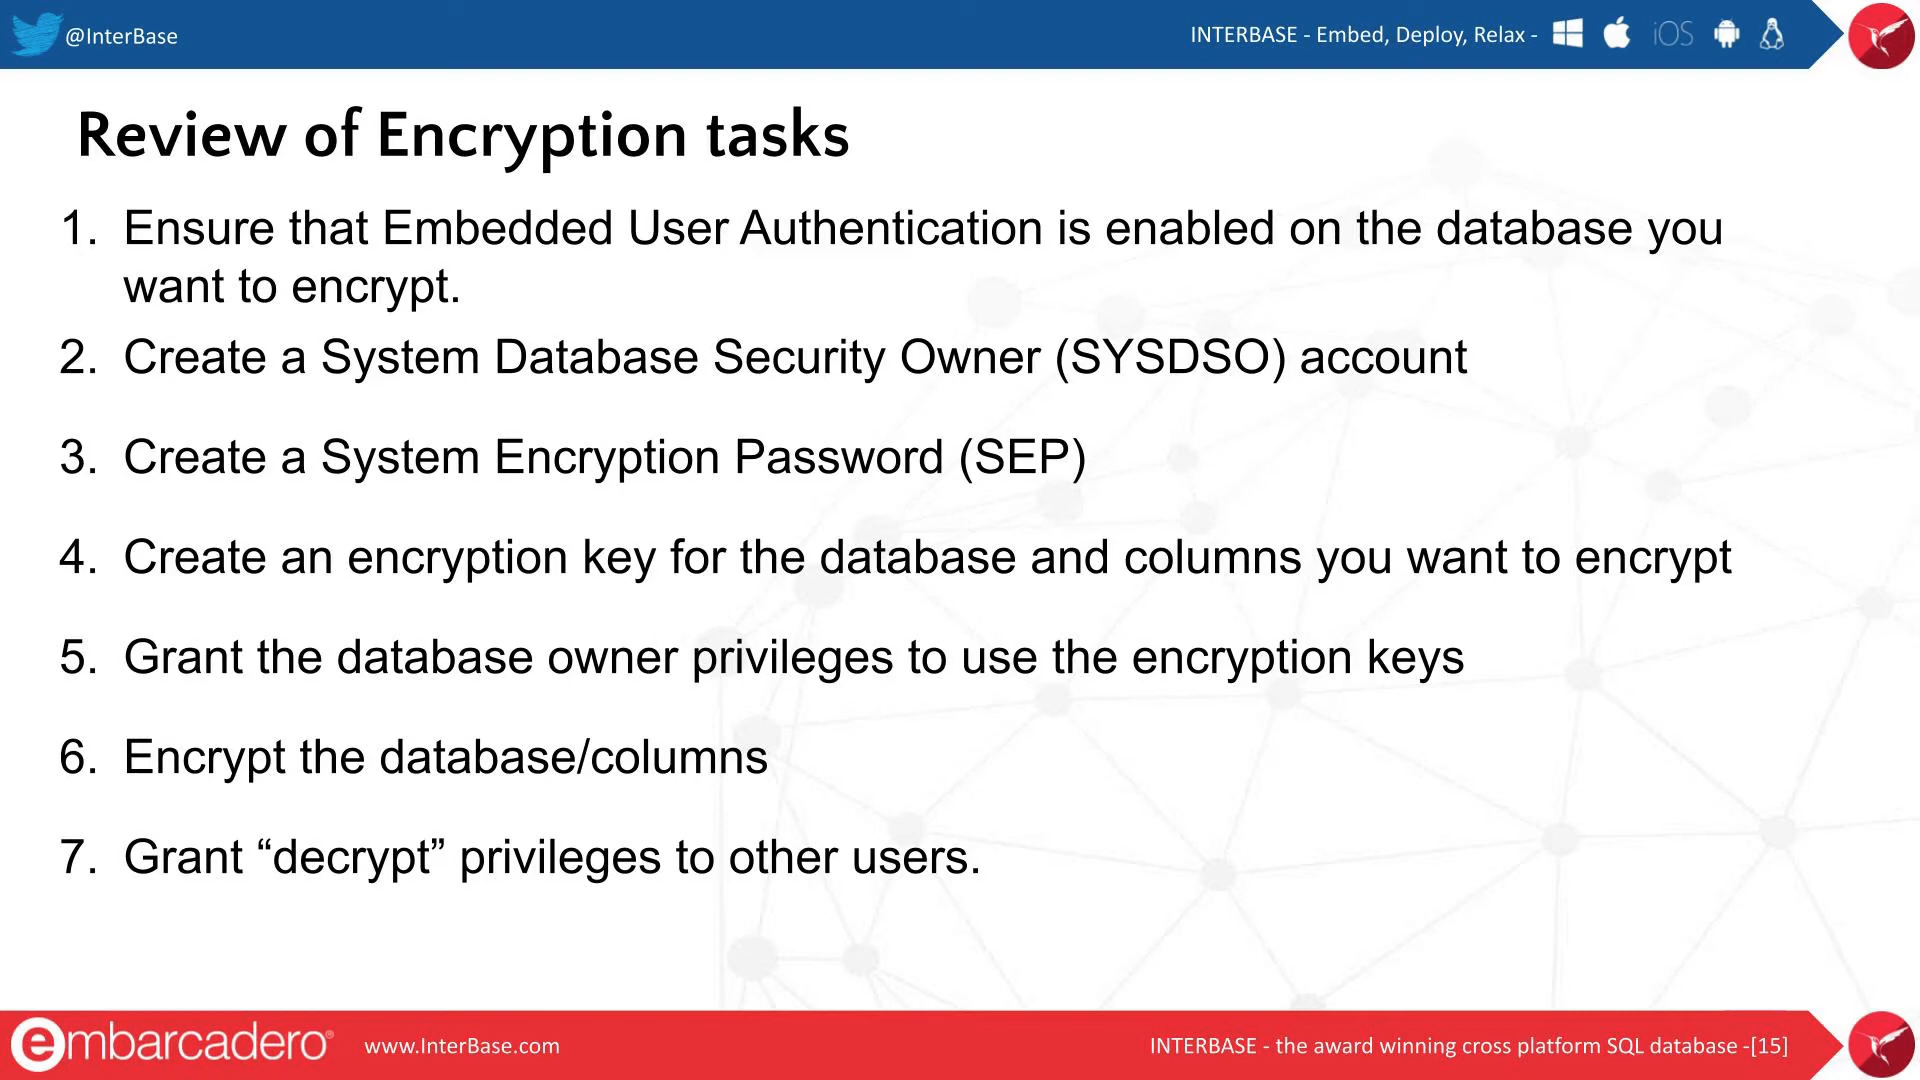 @InterBase
INTERBASE - Embed, Deploy, Relax -
iOS
Review of Encryption tasks
1. Ensure that Embedded User Authentication is enabled on the database you
want to encrypt.
2. Create a System Database Security Owner (SYSDSO) account
3. Create a System Encryption Password (SEP)
4. Create an encryption key for the database and columns you want to encrypt
5. Grant the database owner privileges to use the encryption keys
6. Encrypt the database/columns
7. Grant “decrypt” privileges to other users.
embarcadero®
www.InterBase.com
INTERBASE - the award winning cross platform SQL database -[15]